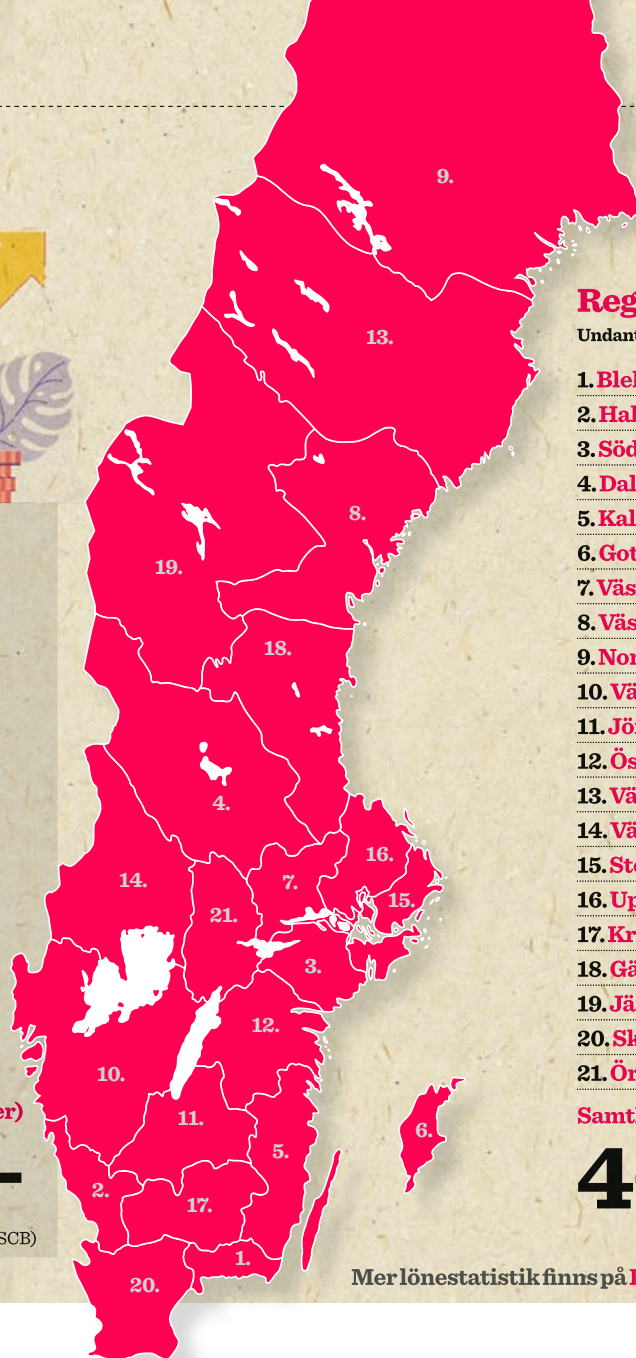 9.
13.
8.
19.
18.
4.
16.
14.
7.
15.
21.
3.
12.
10.
11.
6.
5.
2.
17.
1.
20.
er)
SCB)
Reg
Undant
1. Blek
2. Hal
3. Söd
4. Dal
5. Kal
6. Got
7. Väs
8. Väs
9. Nor
10. Vä
11. Jö
12. Ös
13. Vä
14. Vä
15. Sto
16. Up
17. Kr
18. Gä
19. Jä
20. Sk
21. Ör
Samt
4
Mer lönestatistik finns på